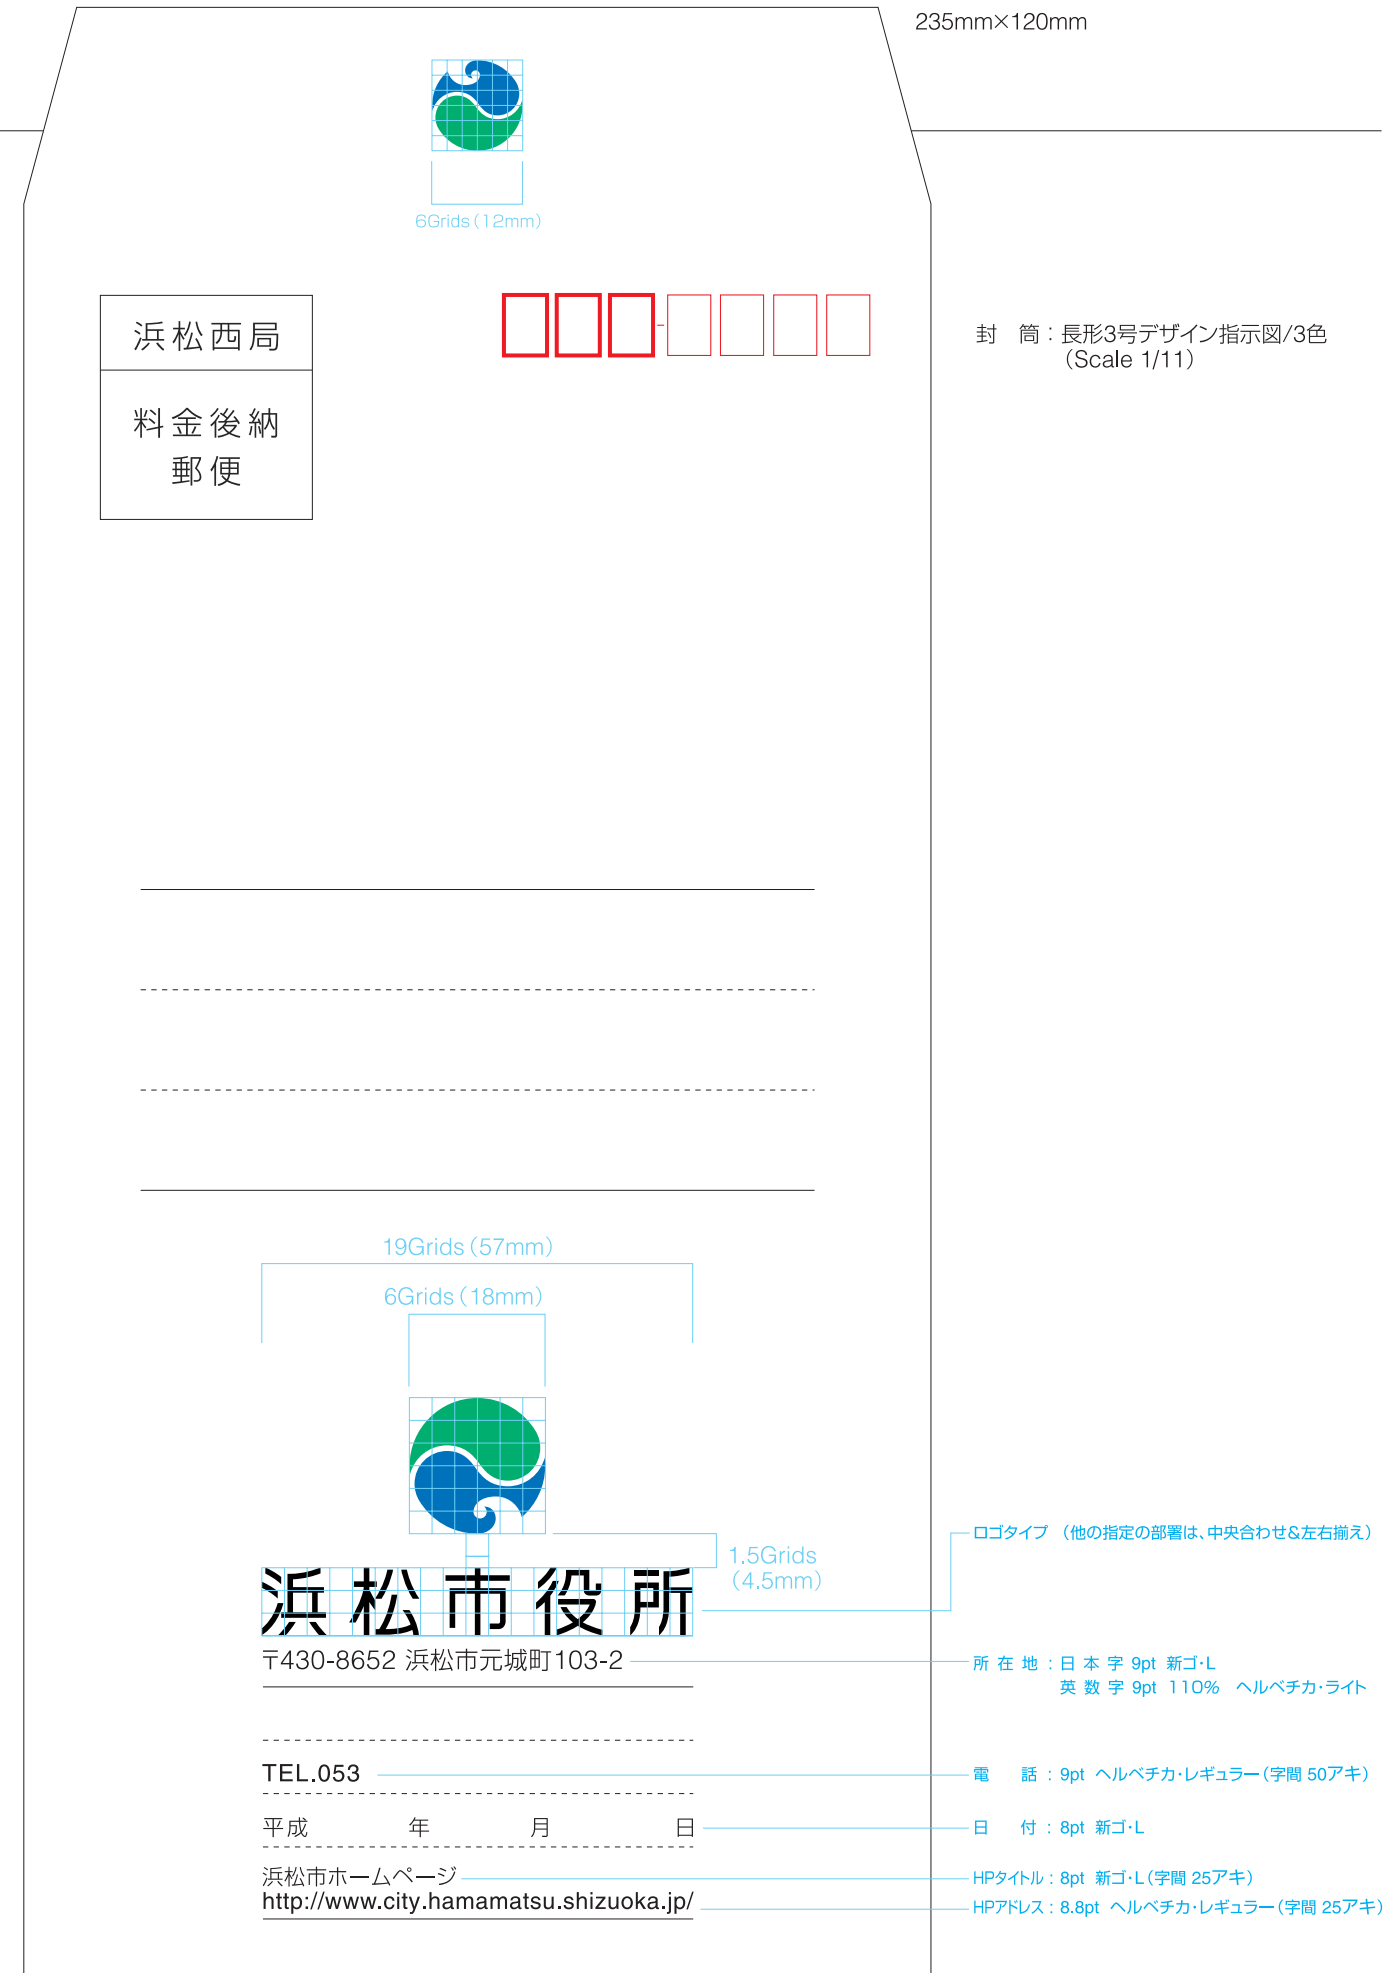 235mm×120mm
6Grids(12mm)
浜松西局
料金後納
郵便
封　筒：長形3号デザイン指示図/3色
(Scale 1/11)
19Grids(57mm)
6Grids(18mm)
1.5Grids
(4.5mm)
ロゴタイプ （他の指定の部署は、中央合わせ&左右揃え）
浜松市役所
〒430-8652 浜松市元城町103-2
所在地：日本字 9pt 新ゴ・L
英数字 9pt 110% ヘルベチカ・ライト
TEL.053
電　話：9pt ヘルベチカ・レギュラー（字間 50アキ）
平成　　年　　月　　日
日　付：8pt 新ゴ・L
浜松市ホームページ
HPタイトル：8pt 新ゴ・L（字間 25アキ）
http://www.city.hamamatsu.shizuoka.jp/
HPアドレス：8.8pt ヘルベチカ・レギュラー（字間 25アキ）